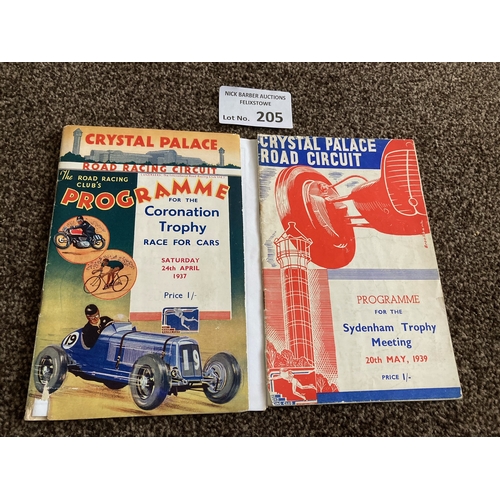 NICK BARBER AUCTIONS
FELIXSTOWE
Lot No. 205
CRYSTAL PALACE
ROAD RACING CIRCUIT
The ROAD RACING
CLUB'S
PROGRAMME
FOR THE
Coronation
Trophy
RACE FOR CARS
SATURDAY
24th APRIL
1937
Price 1/-
19
CRYSTAL PALACE
ROAD CIRCUIT
PROGRAMME
FOR THE
Sydenham Trophy
Meeting
20th MAY, 1939
PRICE 1/-